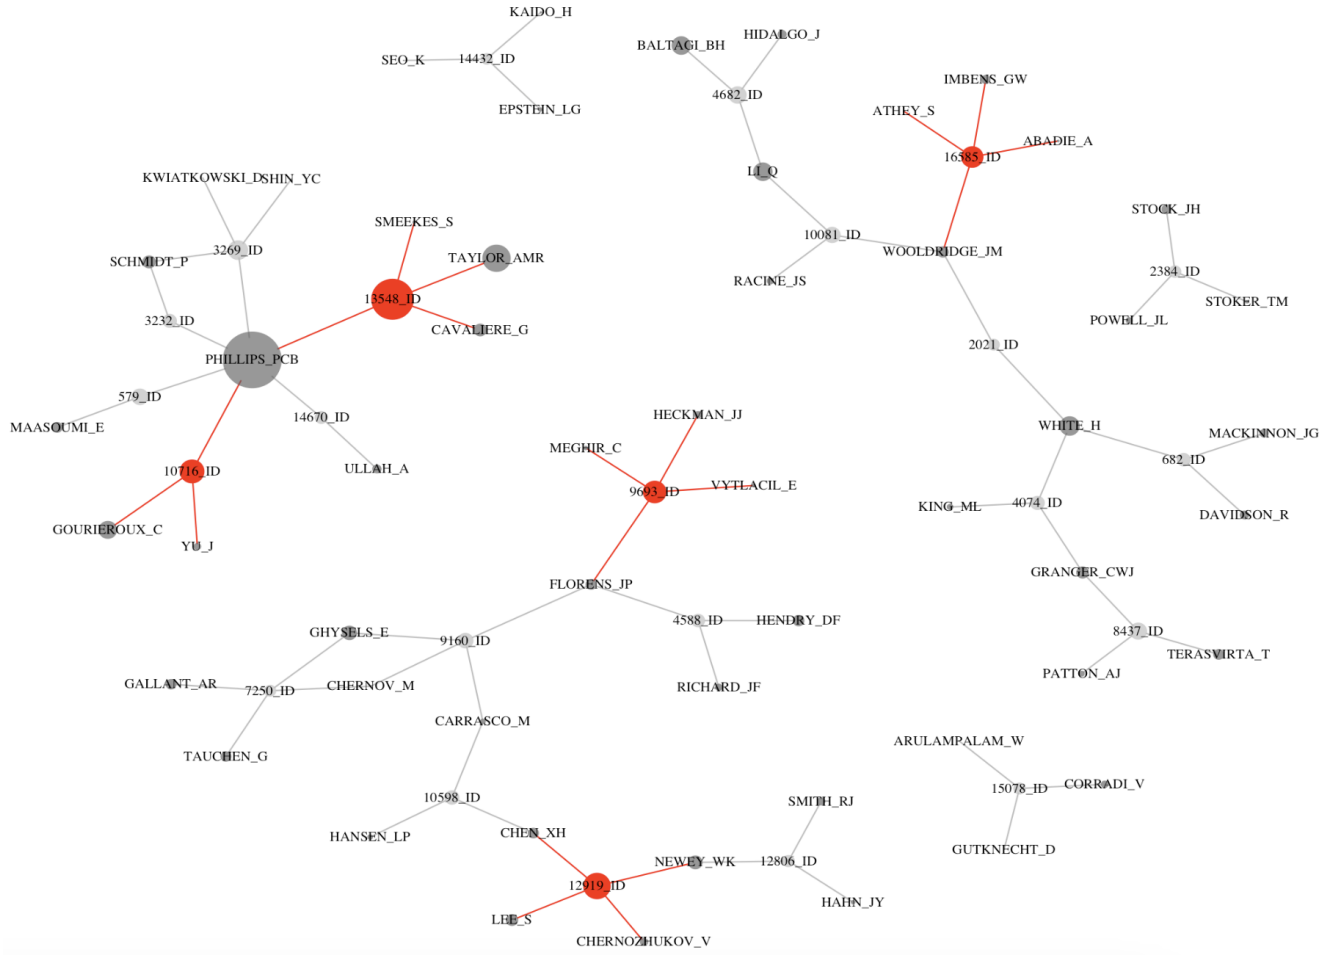 KAIDO_H
SEO_K
14432_ID
EPSTEIN_LG
BALTAGI_BH
HIDALGO_J
4682_ID
LI_Q
10081_ID
RACINE_JS
WOOLDRIDGE_JM
IMBENS_GW
ATHEY_S
ABADIE_A
16585_ID
KWIATKOWSKI_D
SHIN_YC
3269_ID
SCHMIDT_P
3232_ID
SMEEKES_S
TAYLOR_AMR
13548_ID
CAVALIERE_G
PHILLIPS_PCB
579_ID
MAASOUMI_E
14670_ID
ULLAH_A
10716_ID
GOURIEROUX_C
YU_J
STOCK_JH
2384_ID
STOKER_TM
POWELL_JL
2021_ID
WHITE_H
MACKINNON_JG
682_ID
DAVIDSON_R
KING_ML
4074_ID
GRANGER_CWJ
8437_ID
TERASVIRTA_T
PATTON_AJ
HECKMAN_JJ
MEGHIR_C
9693_ID
VYTLACIL_E
FLORENS_JP
4588_ID
HENDRY_DF
RICHARD_JF
GHYSELS_E
9160_ID
GALLANT_AR
7250_ID
CHERNOV_M
TAUCHEN_G
CARRASCO_M
10598_ID
HANSEN_LP
CHEN_XH
12919_ID
NEWEY_WK
12806_ID
SMITH_RJ
HAHN_JY
LEE_S
CHERNOZHUKOV_V
ARULAMPALAM_W
15078_ID
CORRADI_V
GUTKNECHT_D